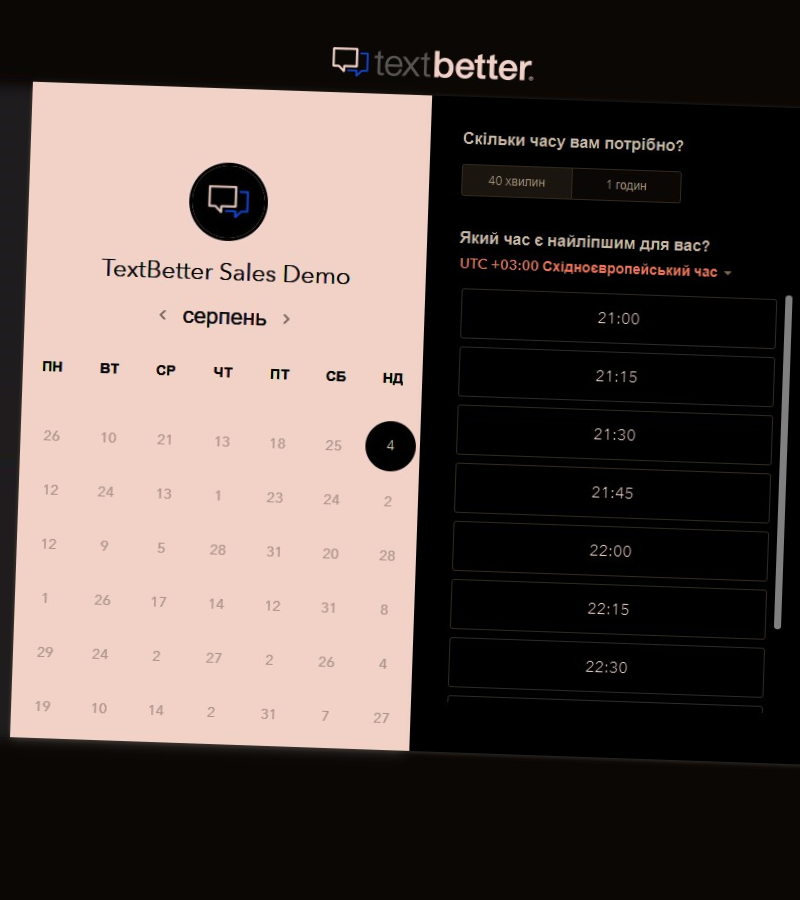 textbetter.
TextBetter Sales Demo
серпень
ПН ВТ СР ЧТ ПТ СБ НД
26 10 21 13 18 25 4
12 24 13 1 23 24 2
12 9 5 28 31 20 28
1 26 17 14 12 31 8
29 24 2 27 2 26 4
19 10 14 2 31 7 27
Скільки часу вам потрібно?
40 хвилин 1 годин
Який час є найліпшим для вас?
UTC +03:00 Східноєвропейський час
21:00
21:15
21:30
21:45
22:00
22:15
22:30